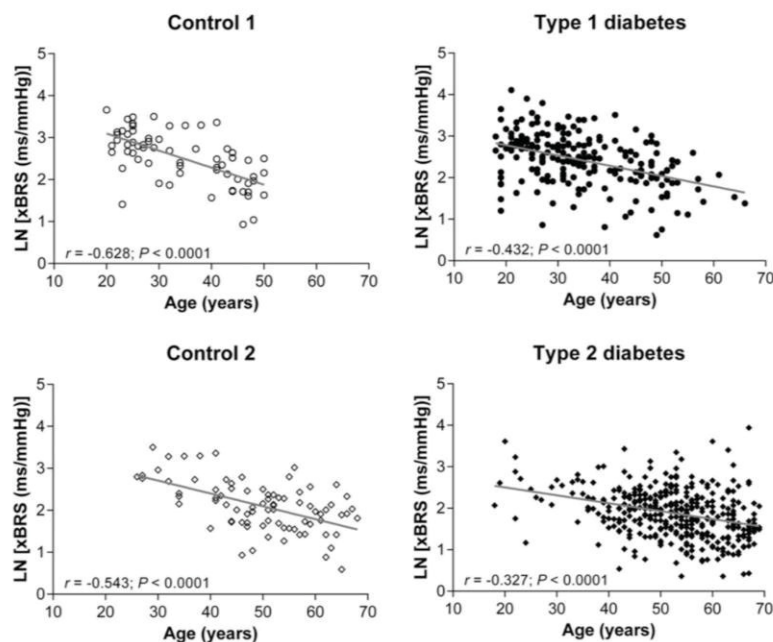 Control 1
LN [xBRS (ms/mmHg)]
5
4
3
2
1
0
r = -0.628; P < 0.0001
10 20 30 40 50 60 70
Age (years)
Type 1 diabetes
LN [xBRS (ms/mmHg)]
5
4
3
2
1
0
r = -0.432; P < 0.0001
10 20 30 40 50 60 70
Age (years)
Control 2
LN [xBRS (ms/mmHg)]
5
4
3
2
1
0
r = -0.543; P < 0.0001
10 20 30 40 50 60 70
Age (years)
Type 2 diabetes
LN [xBRS (ms/mmHg)]
5
4
3
2
1
0
r = -0.327; P < 0.0001
10 20 30 40 50 60 70
Age (years)